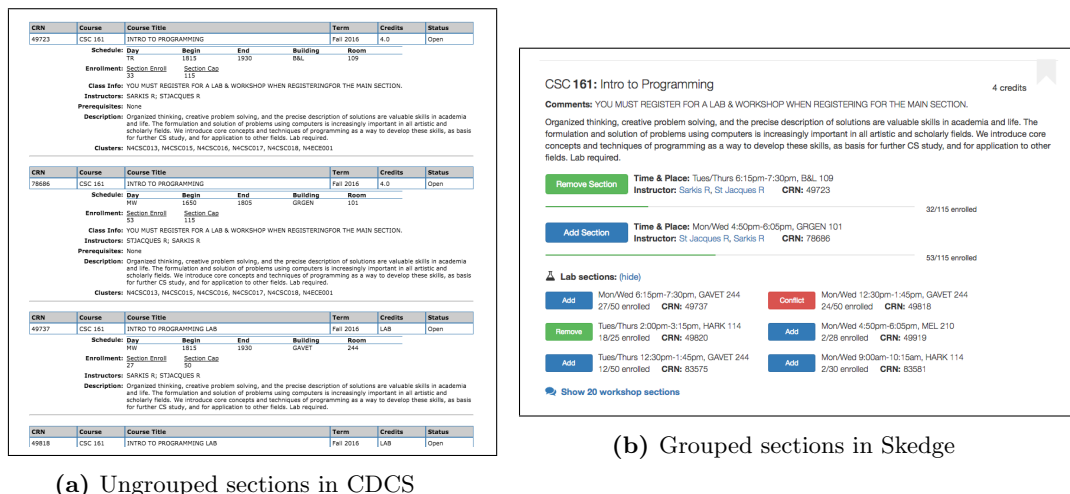 CRN Course Course Title Term Credits Status
49723 CSC 161 INTRO TO PROGRAMMING Fall 2016 4.0 Open
Schedule: Day Begin End Building Room
TR 1815 1930 B&L 109
Enrollment: Section Enroll Section Cap
33 115
Class Info: YOU MUST REGISTER FOR A LAB & WORKSHOP WHEN REGISTERINGFOR THE MAIN SECTION.
Instructors: SARKIS R; STJACQUES R
Prerequisites: None
Description: Organized thinking, creative problem solving, and the precise description of solutions are valuable skills in academia
and life. The formulation and solution of problems using computers is increasingly important in all artistic and
scholarly fields. We introduce core concepts and techniques of programming as a way to develop these skills, as basis
for further CS study, and for application to other fields. Lab required.
Clusters: N4CSC013, N4CSC015, N4CSC016, N4CSC017, N4CSC018, N4ECE001
CRN Course Course Title Term Credits Status
78686 CSC 161 INTRO TO PROGRAMMING Fall 2016 4.0 Open
Schedule: Day Begin End Building Room
MW 1650 1805 GRGEN 101
Enrollment: Section Enroll Section Cap
53 115
Class Info: YOU MUST REGISTER FOR A LAB & WORKSHOP WHEN REGISTERINGFOR THE MAIN SECTION.
Instructors: STJACQUES R; SARKIS R
Prerequisites: None
Description: Organized thinking, creative problem solving, and the precise description of solutions are valuable skills in academia
and life. The formulation and solution of problems using computers is increasingly important in all artistic and
scholarly fields. We introduce core concepts and techniques of programming as a way to develop these skills, as basis
for further CS study, and for application to other fields. Lab required.
Clusters: N4CSC013, N4CSC015, N4CSC016, N4CSC017, N4CSC018, N4ECE001
CRN Course Course Title Term Credits Status
49737 CSC 161 INTRO TO PROGRAMMING LAB Fall 2016 LAB Open
Schedule: Day Begin End Building Room
MW 1815 1930 GAVET 244
Enrollment: Section Enroll Section Cap
27 50
Instructors: SARKIS R; STJACQUES R
Description: Organized thinking, creative problem solving, and the precise description of solutions are valuable skills in academia
and life. The formulation and solution of problems using computers is increasingly important in all artistic and
scholarly fields. We introduce core concepts and techniques of programming as a way to develop these skills, as basis
for further CS study, and for application to other fields. Lab required.
CRN Course Course Title Term Credits Status
49818 CSC 161 INTRO TO PROGRAMMING LAB Fall 2016 LAB Open
(a) Ungrouped sections in CDCS
CSC 161: Intro to Programming 4 credits
Comments: YOU MUST REGISTER FOR A LAB & WORKSHOP WHEN REGISTERING FOR THE MAIN SECTION.
Organized thinking, creative problem solving, and the precise description of solutions are valuable skills in academia and life. The
formulation and solution of problems using computers is increasingly important in all artistic and scholarly fields. We introduce core
concepts and techniques of programming as a way to develop these skills, as basis for further CS study, and for application to other
fields. Lab required.
Remove Section Time & Place: Tues/Thurs 6:15pm-7:30pm, B&L 109
Instructor: Sarkis R, St Jacques R CRN: 49723
32/115 enrolled
Add Section Time & Place: Mon/Wed 4:50pm-6:05pm, GRGEN 101
Instructor: St Jacques R, Sarkis R CRN: 78686
53/115 enrolled
Lab sections: (hide)
Add Mon/Wed 6:15pm-7:30pm, GAVET 244 Conflict Mon/Wed 12:30pm-1:45pm, GAVET 244
27/50 enrolled CRN: 49737 24/50 enrolled CRN: 49818
Remove Tues/Thurs 2:00pm-3:15pm, HARK 114 Add Mon/Wed 4:50pm-6:05pm, MEL 210
18/25 enrolled CRN: 49820 2/28 enrolled CRN: 49919
Add Tues/Thurs 12:30pm-1:45pm, GAVET 244 Add Mon/Wed 9:00am-10:15am, HARK 114
12/50 enrolled CRN: 83575 2/30 enrolled CRN: 83581
Show 20 workshop sections
(b) Grouped sections in Skedge